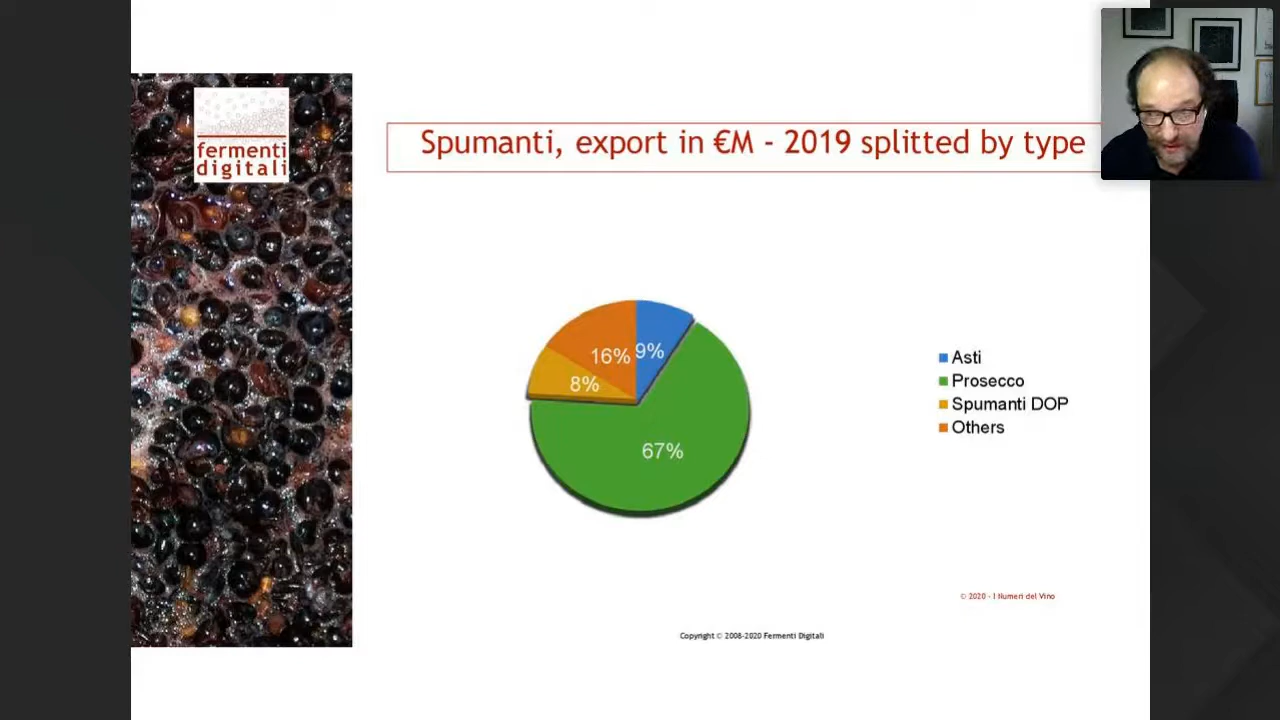 fermenti
digitali
Spumanti, export in €M - 2019 splitted by type
16%
9%
8%
67%
Asti
Prosecco
Spumanti DOP
Others
© 2020 - I Numeri del Vino
Copyright © 2008-2020 Fermenti Digitali